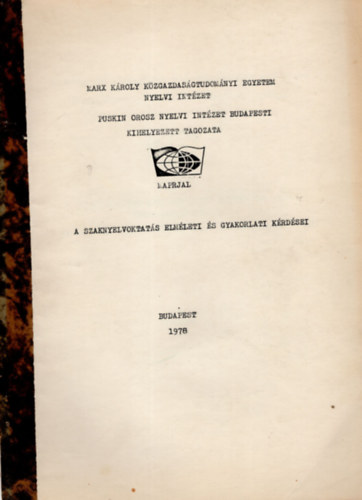 MARX KÁROLY KÖZGAZDASÁGTUDOMÁNYI EGYETEM
NYELVI INTÉZET
PUSKIN OROSZ NYELVI INTÉZET BUDAPESTI
KIHELYEZETT TAGOZATA
MAPRJAL
A SZAKNYELVOKTATÁS ELMÉLETI ÉS GYAKORLATI KÉRDÉSEI
BUDAPEST
1978